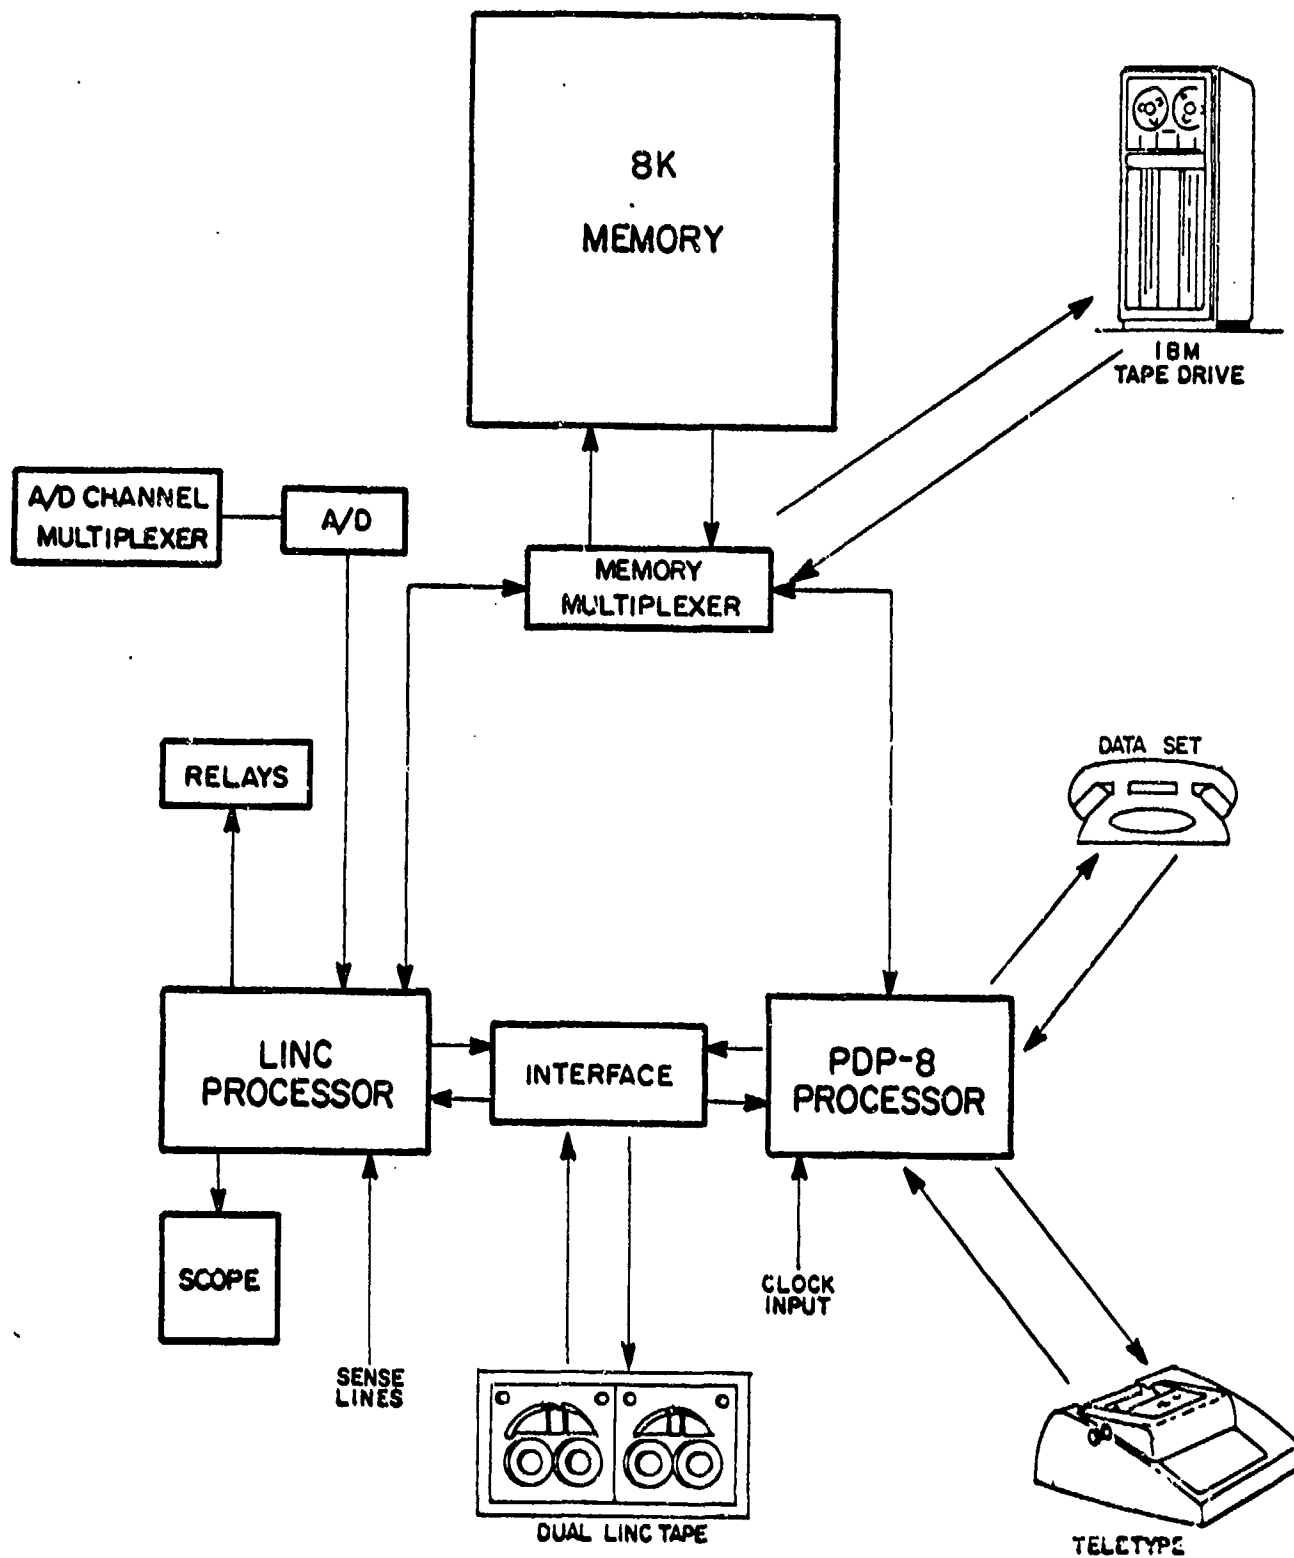 8K
MEMORY
IBM
TAPE DRIVE
A/D CHANNEL
MULTIPLEXER
A/D
MEMORY
MULTIPLEXER
RELAYS
DATA SET
LINC
PROCESSOR
INTERFACE
PDP-8
PROCESSOR
SCOPE
CLOCK
INPUT
SENSE
LINES
DUAL LINC TAPE
TELETYPE